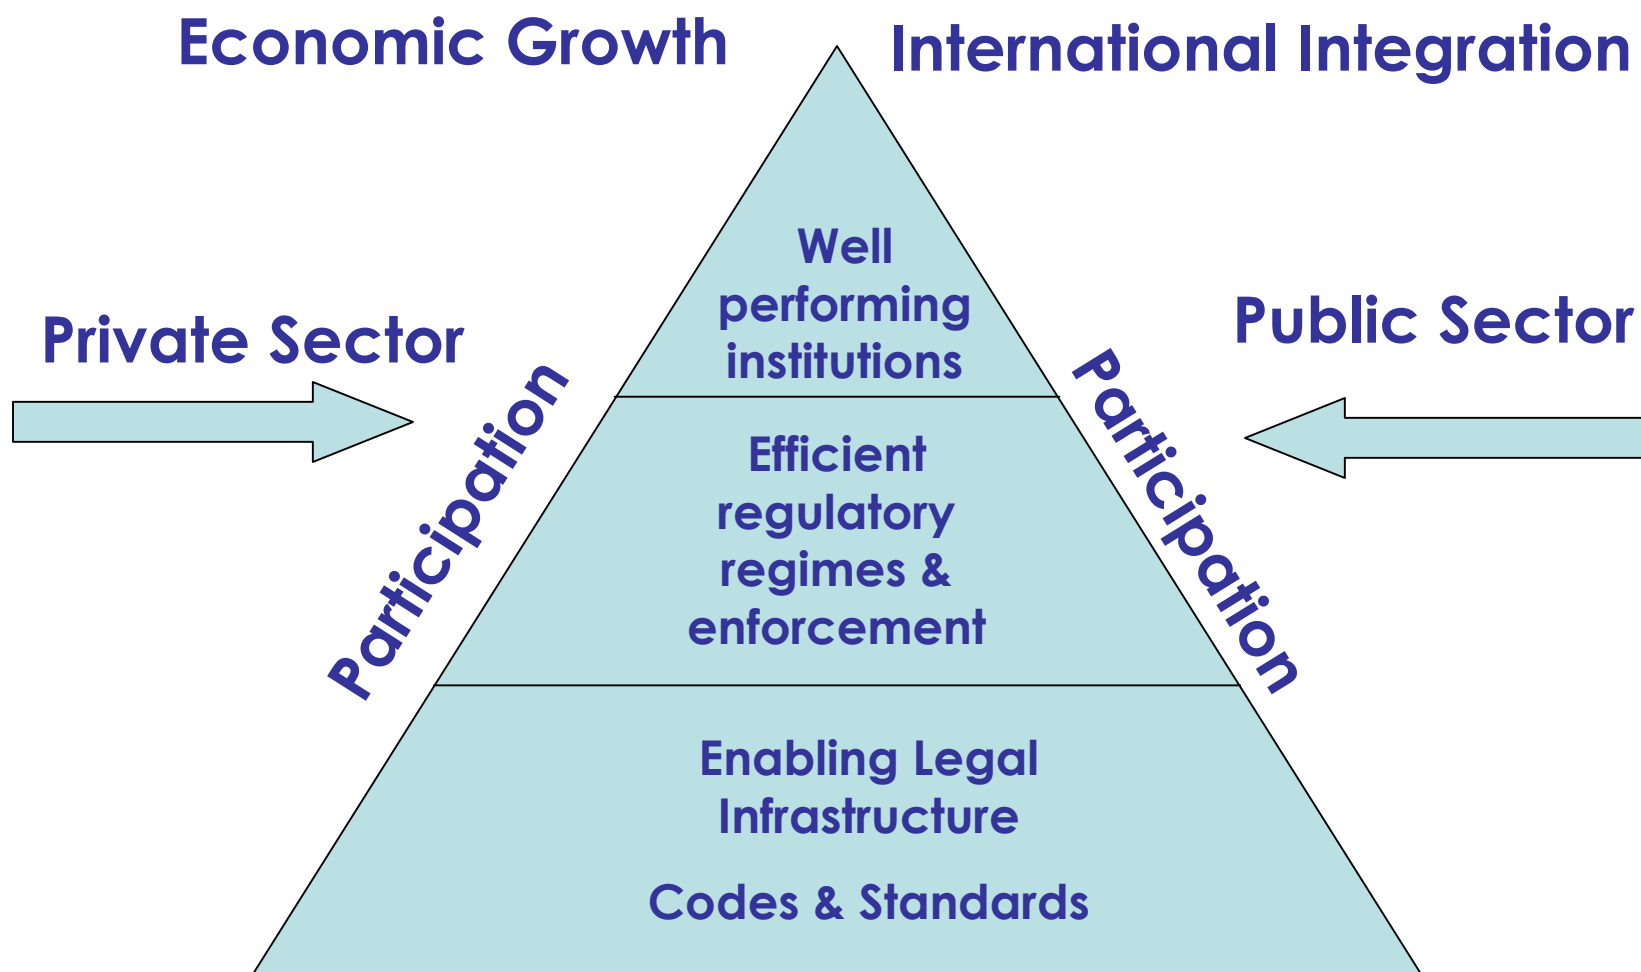 Economic Growth
International Integration
Well
performing
institutions
Private Sector
Public Sector
Participation
Participation
Efficient
regulatory
regimes &
enforcement
Enabling Legal
Infrastructure
Codes & Standards